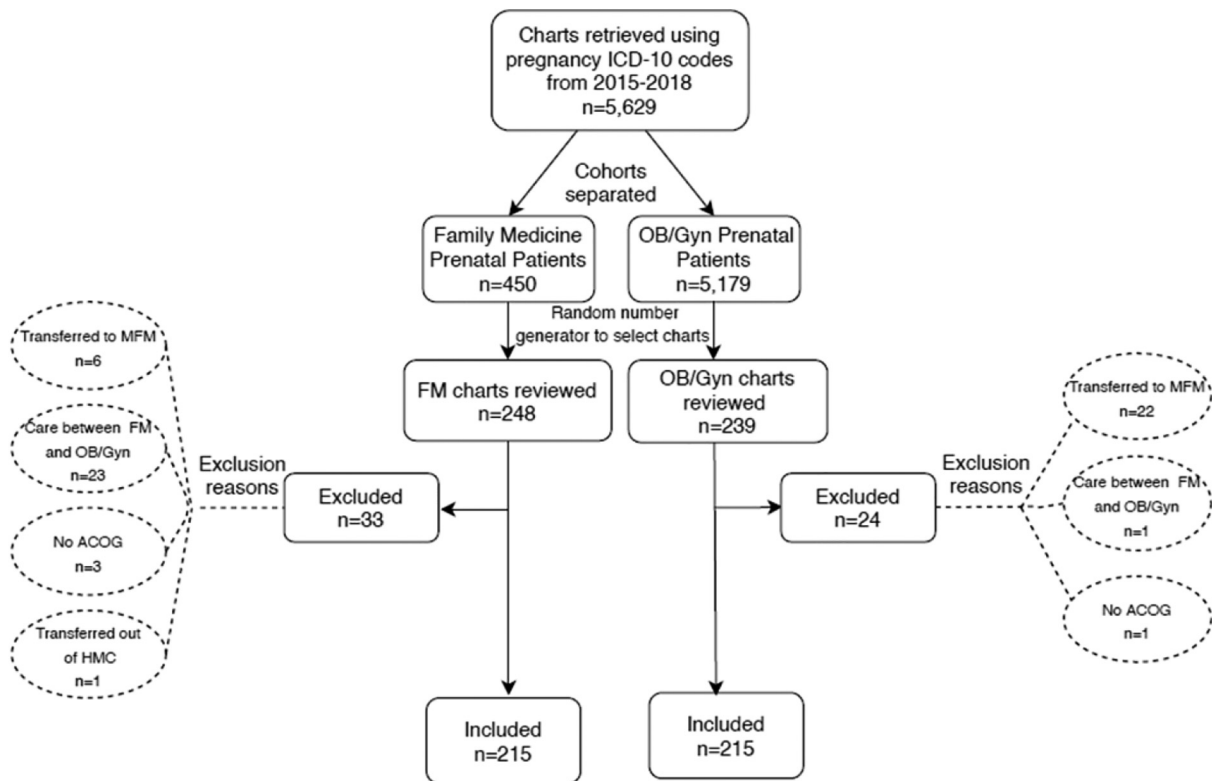 Charts retrieved using
pregnancy ICD-10 codes
from 2015-2018
n=5,629
Cohorts
separated
Family Medicine
Prenatal Patients
n=450
OB/Gyn Prenatal
Patients
n=5,179
Random number
generator to select charts
FM charts reviewed
n=248
OB/Gyn charts
reviewed
n=239
Transferred to MFM
n=6
Care between FM
and OB/Gyn
n=23
No ACOG
n=3
Transferred out
of HMC
n=1
Exclusion
reasons
Excluded
n=33
Excluded
n=24
Exclusion
reasons
Transferred to MFM
n=22
Care between FM
and OB/Gyn
n=1
No ACOG
n=1
Included
n=215
Included
n=215